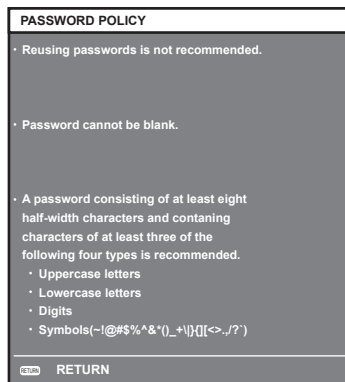 PASSWORD POLICY
· Reusing passwords is not recommended.
· Password cannot be blank.
· A password consisting of at least eight
half-width characters and contaning
characters of at least three of the
following four types is recommended.
· Uppercase letters
· Lowercase letters
· Digits
· Symbols(~!@#$%^&*()_+\|}{][<>.,/?`)
RETURN RETURN